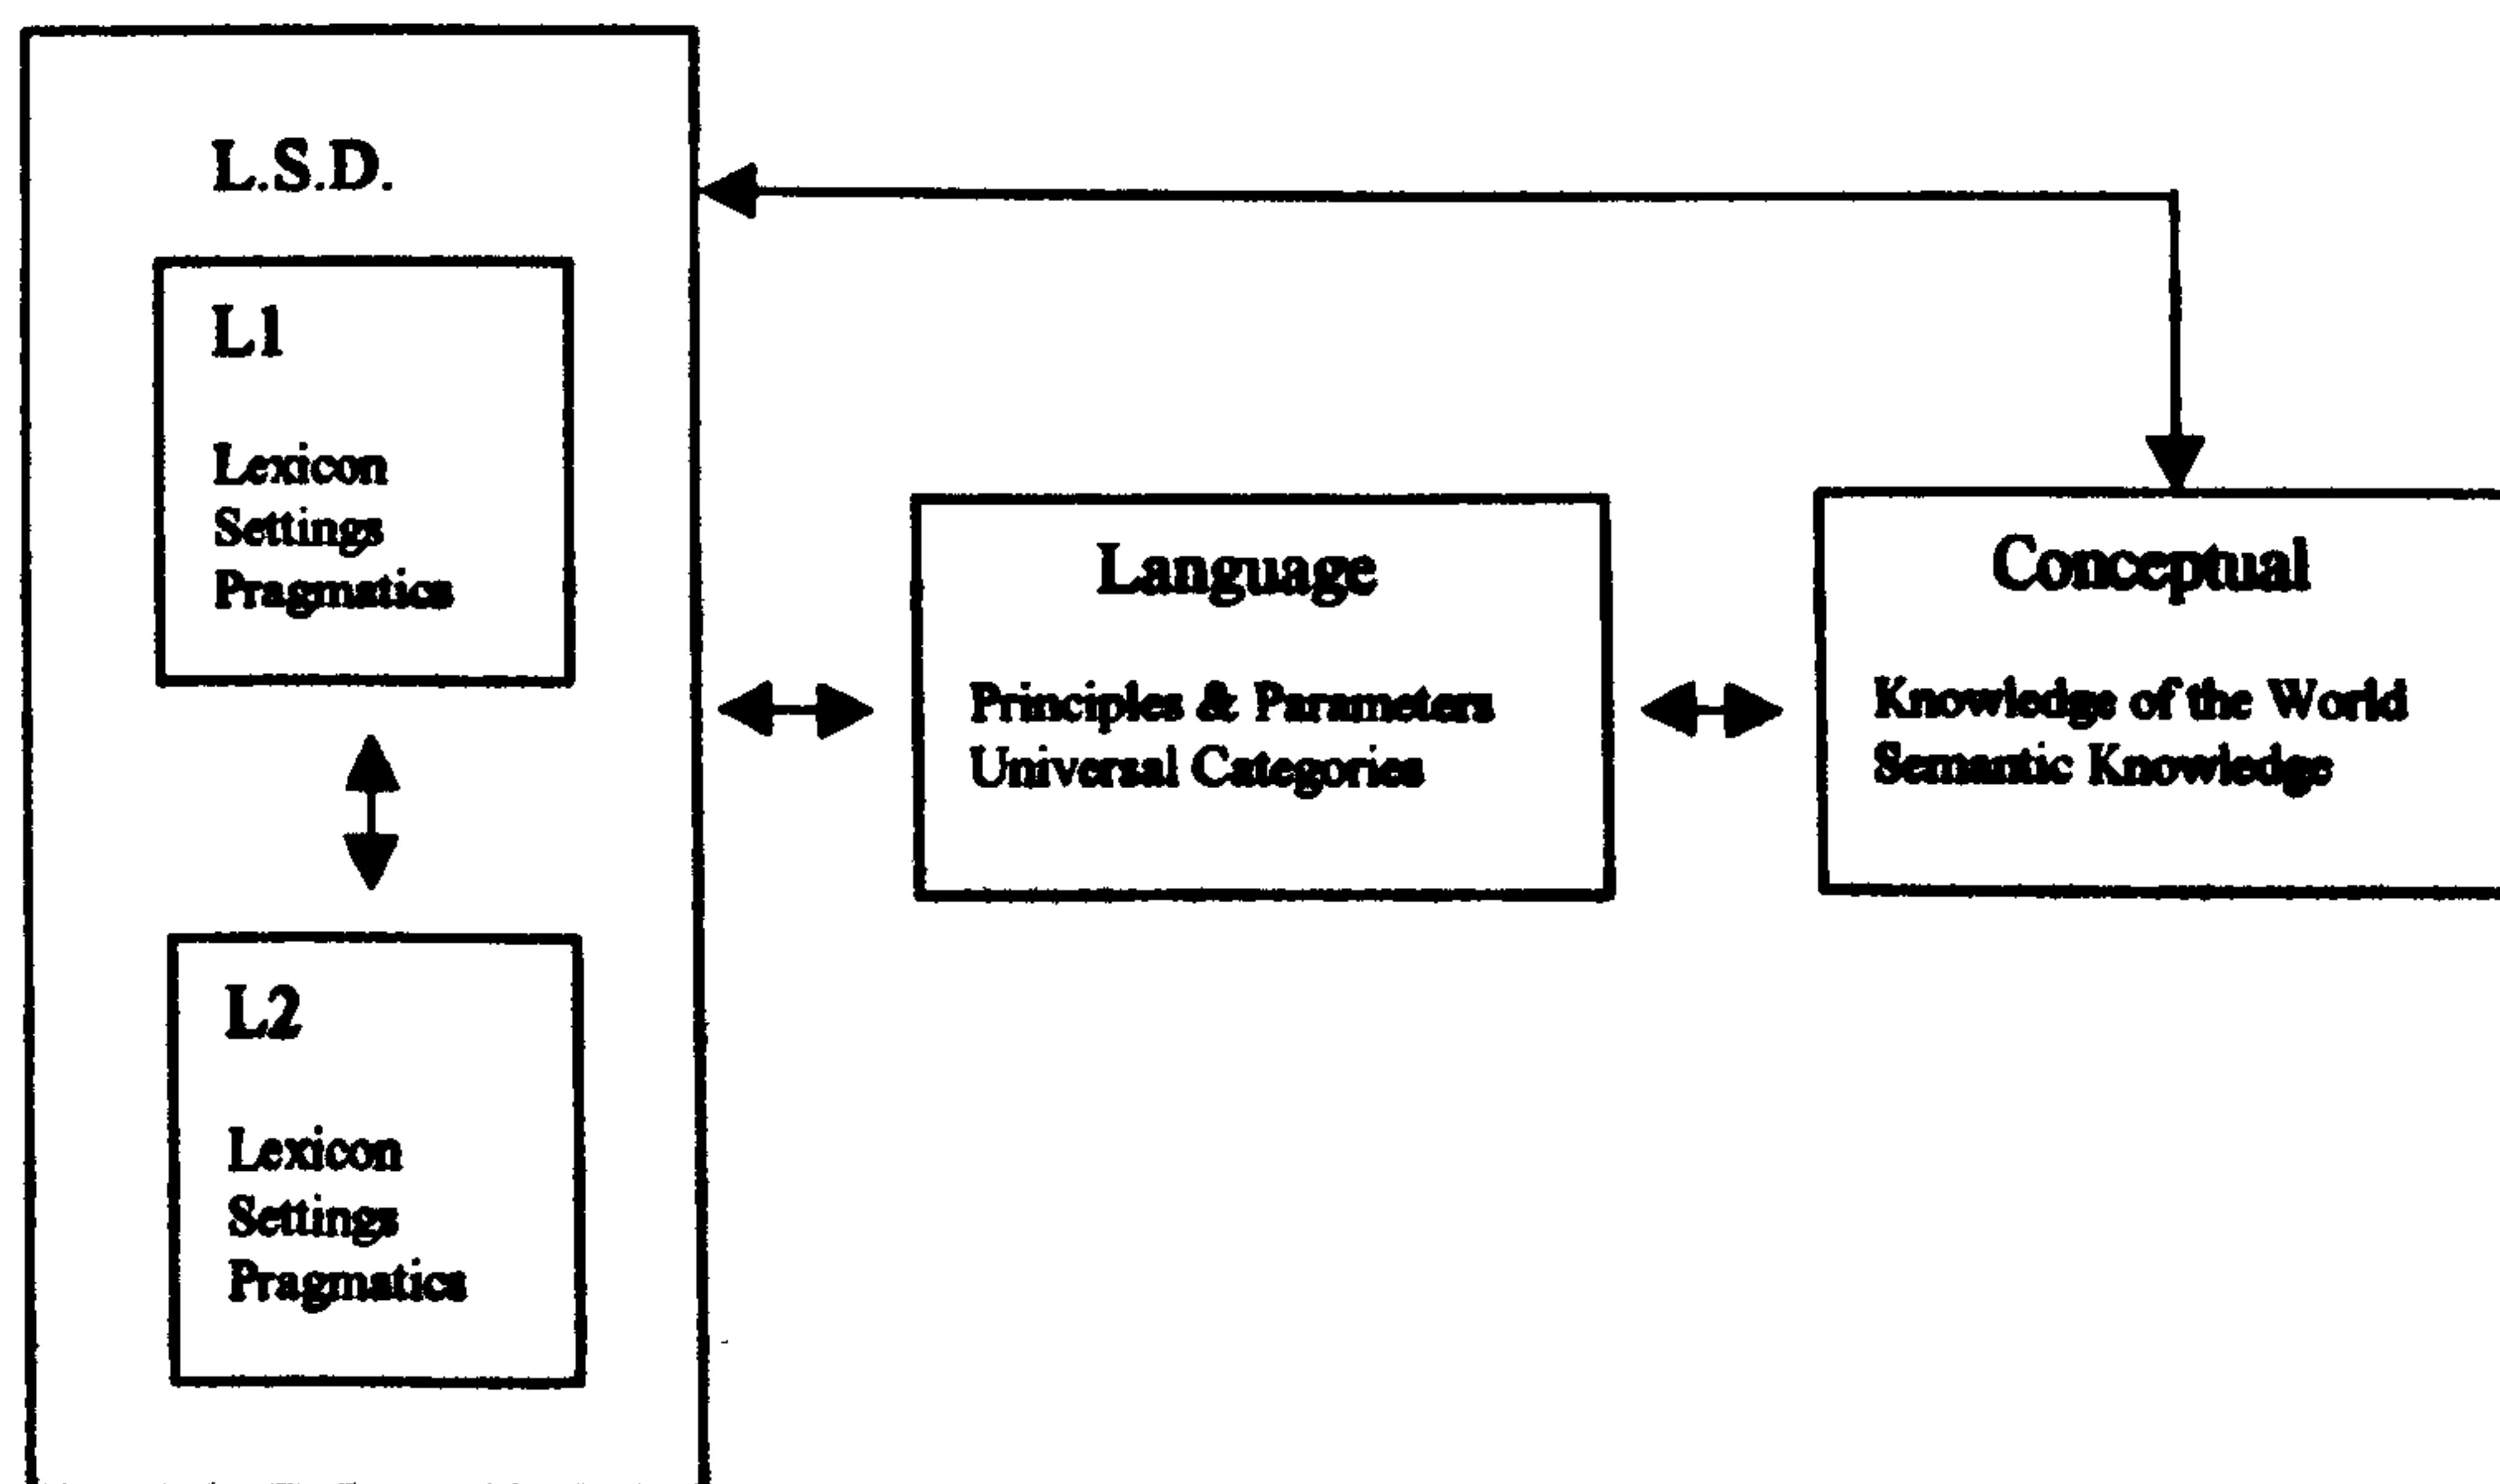 L.S.D.
L1
Lexicon
Settings
Pragmatics
L2
Lexicon
Settings
Pragmatics
Language
Principles & Parameters
Universal Categories
Conceptual
Knowledge of the World
Semantic Knowledge